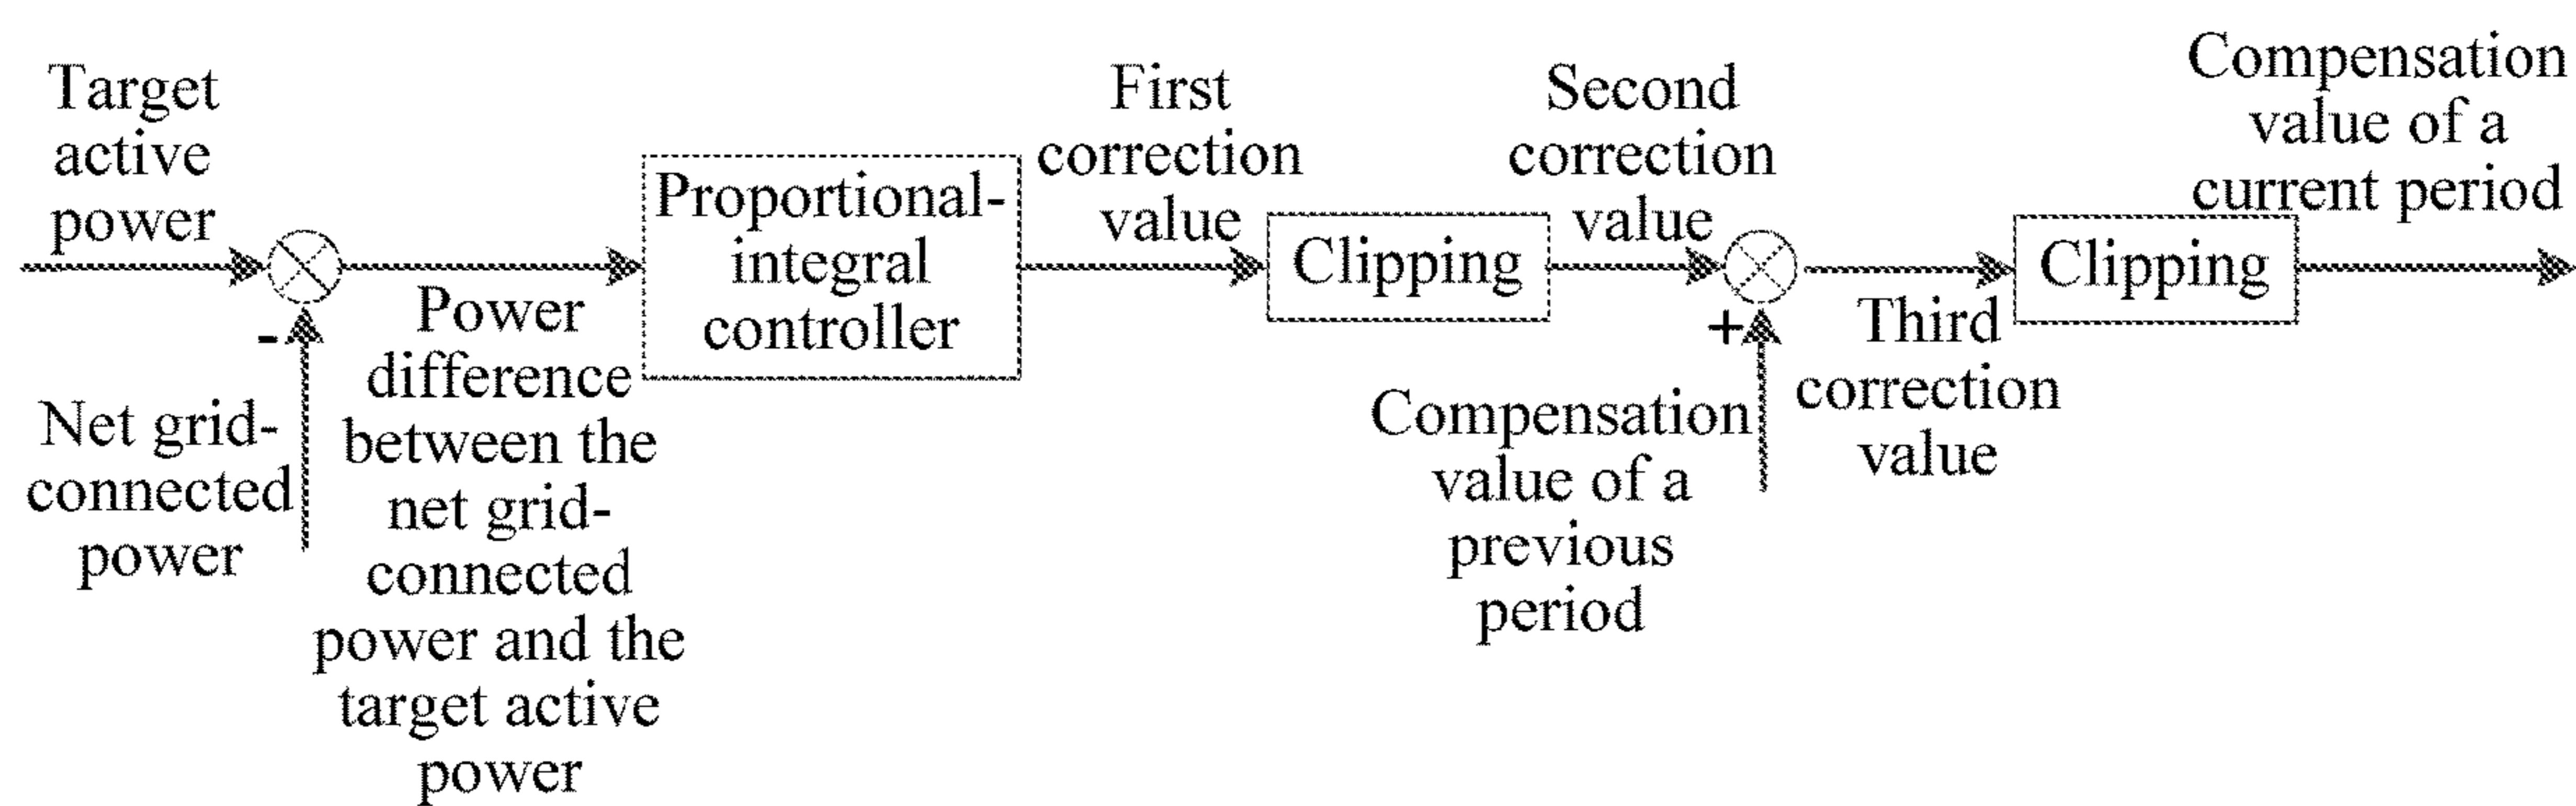 Target
active
power
-
Net grid-
connected
power
Power
difference
between the
net grid-
connected
power and the
target active
power
Proportional-
integral
controller
First
correction
value
Clipping
Second
correction
value
+
Compensation
value of a
previous
period
Third
correction
value
Clipping
Compensation
value of a
current period